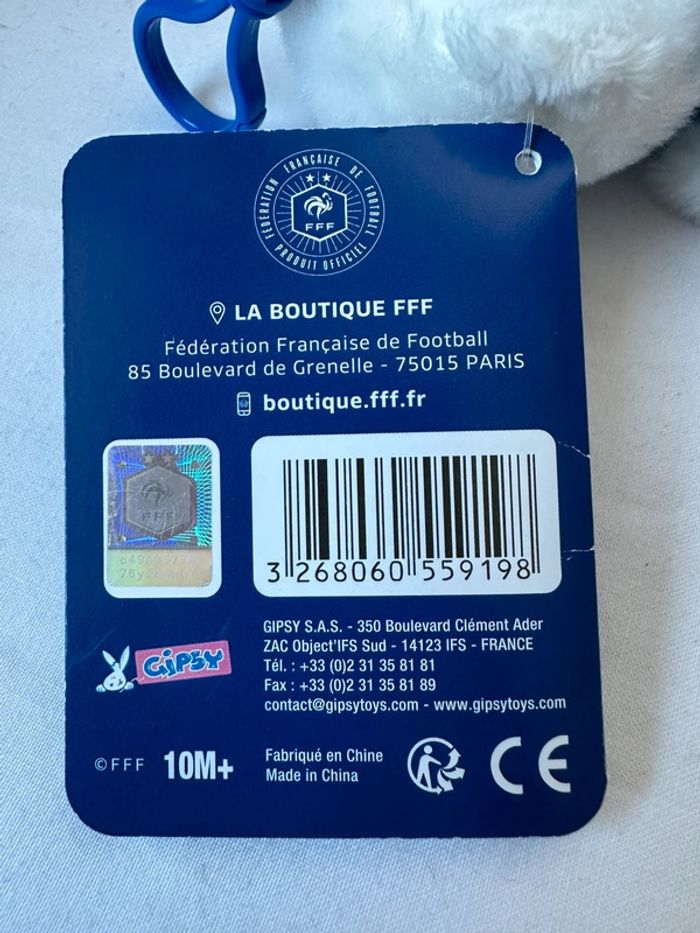 FÉDÉRATION FRANÇAISE DE FOOTBALL
FFF
PRODUIT OFFICIEL
LA BOUTIQUE FFF
Fédération Française de Football
85 Boulevard de Grenelle - 75015 PARIS
boutique.fff.fr
FFF
3 268060 559198
GIPSY S.A.S. - 350 Boulevard Clément Ader
ZAC Object'IFS Sud - 14123 IFS - FRANCE
Tél. : +33 (0)2 31 35 81 81
Fax : +33 (0)2 31 35 81 89
contact@gipsytoys.com - www.gipsytoys.com
GiPSY
©FFF 10M+
Fabriqué en Chine
Made in China
CE